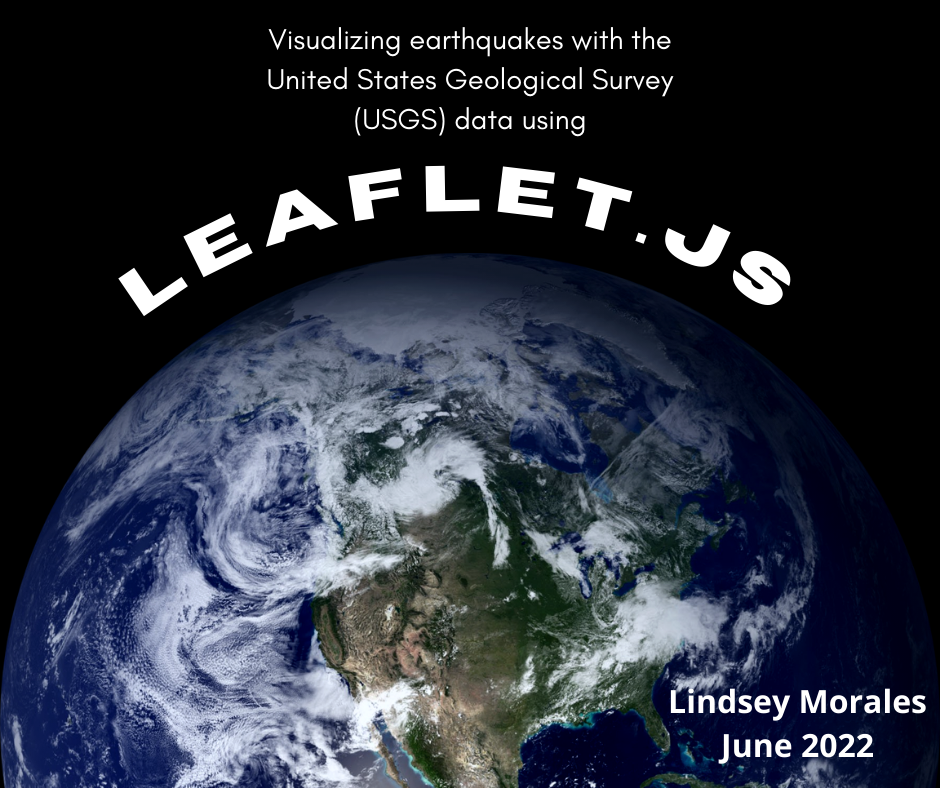 Visualizing earthquakes with the
United States Geological Survey
(USGS) data using
LEAFLET.JS
Lindsey Morales
June 2022